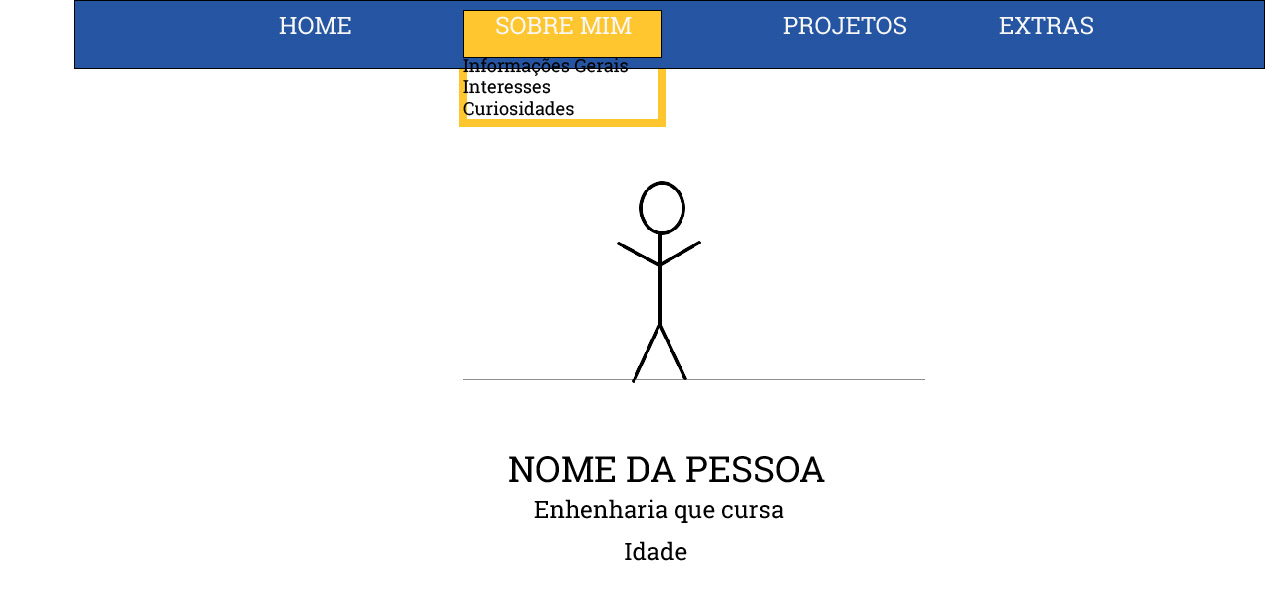 HOME SOBRE MIM PROJETOS EXTRAS
Informações Gerais
Interesses
Curiosidades
NOME DA PESSOA
Enhenharia que cursa
Idade